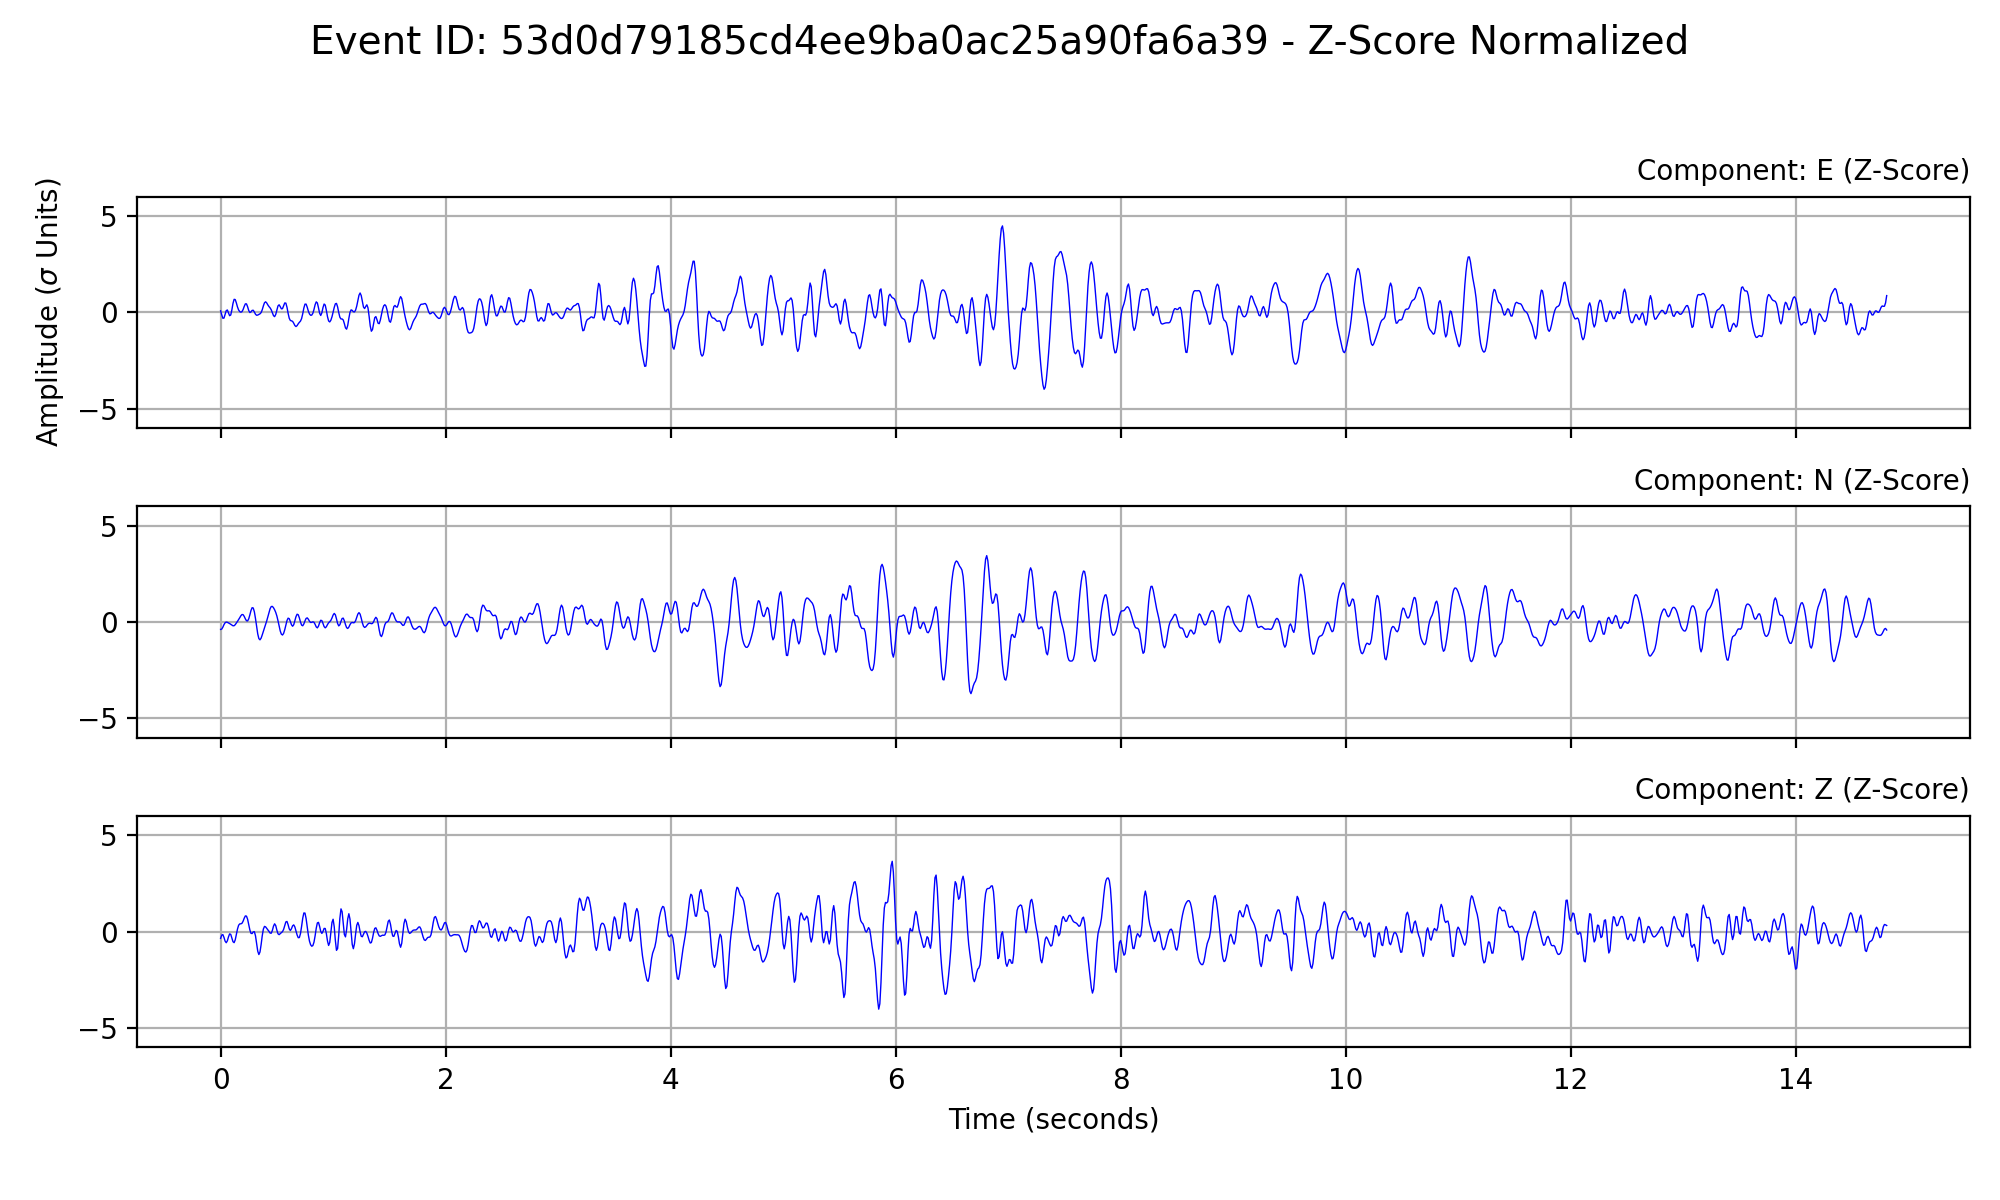 Event ID: 53d0d79185cd4ee9ba0ac25a90fa6a39 - Z-Score Normalized
Component: E (Z-Score)
Amplitude (σ Units)
5
0
−5
Component: N (Z-Score)
5
0
−5
Component: Z (Z-Score)
5
0
−5
0 2 4 6 8 10 12 14
Time (seconds)